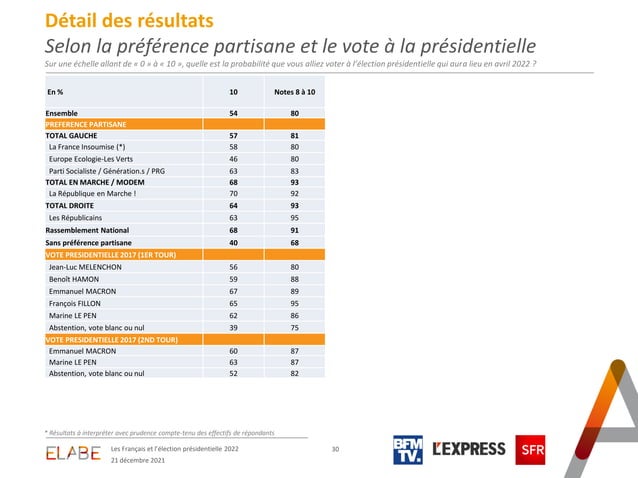 Détail des résultats
Selon la préférence partisane et le vote à la présidentielle
Sur une échelle allant de « 0 » à « 10 », quelle est la probabilité que vous alliez voter à l'élection présidentielle qui aura lieu en avril 2022 ?
En % 10 Notes 8 à 10
Ensemble 54 80
PREFERENCE PARTISANE
TOTAL GAUCHE 57 81
La France Insoumise (*) 58 80
Europe Ecologie-Les Verts 46 80
Parti Socialiste / Génération.s / PRG 63 83
TOTAL EN MARCHE / MODEM 68 93
La République en Marche ! 70 92
TOTAL DROITE 64 93
Les Républicains 63 95
Rassemblement National 68 91
Sans préférence partisane 40 68
VOTE PRESIDENTIELLE 2017 (1ER TOUR)
Jean-Luc MELENCHON 56 80
Benoît HAMON 59 88
Emmanuel MACRON 67 89
François FILLON 65 95
Marine LE PEN 62 86
Abstention, vote blanc ou nul 39 75
VOTE PRESIDENTIELLE 2017 (2ND TOUR)
Emmanuel MACRON 60 87
Marine LE PEN 63 87
Abstention, vote blanc ou nul 52 82
* Résultats à interpréter avec prudence compte-tenu des effectifs de répondants
ELABE
Les Français et l'élection présidentielle 2022
21 décembre 2021
30
BFM TV.
L'EXPRESS
SFR